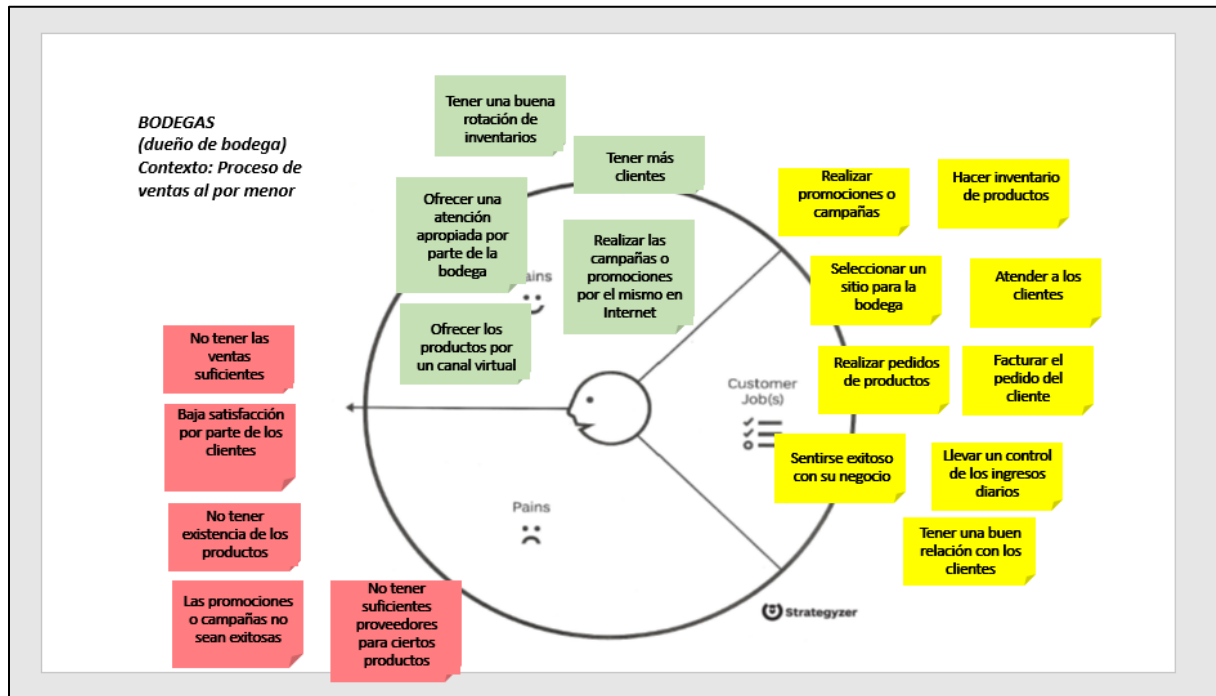 BODEGAS
(dueño de bodega)
Contexto: Proceso de
ventas al por menor
Tener una buena
rotación de
inventarios
Tener más
clientes
Ofrecer una
atención
apropiada por
parte de la
bodega
Realizar las
campañas o
promociones
por el mismo en
Internet
Ofrecer los
productos por
un canal virtual
Realizar
promociones o
campañas
Hacer inventario
de productos
Seleccionar un
sitio para la
bodega
Atender a los
clientes
Realizar pedidos
de productos
Facturar el
pedido del
cliente
Customer
Job(s)
Sentirse exitoso
con su negocio
Llevar un control
de los ingresos
diarios
Tener una buen
relación con los
clientes
No tener las
ventas
suficientes
Baja satisfacción
por parte de los
clientes
No tener
existencia de los
productos
Las promociones
o campañas no
sean exitosas
No tener
suficientes
proveedores
para ciertos
productos
Pains
Strategyzer